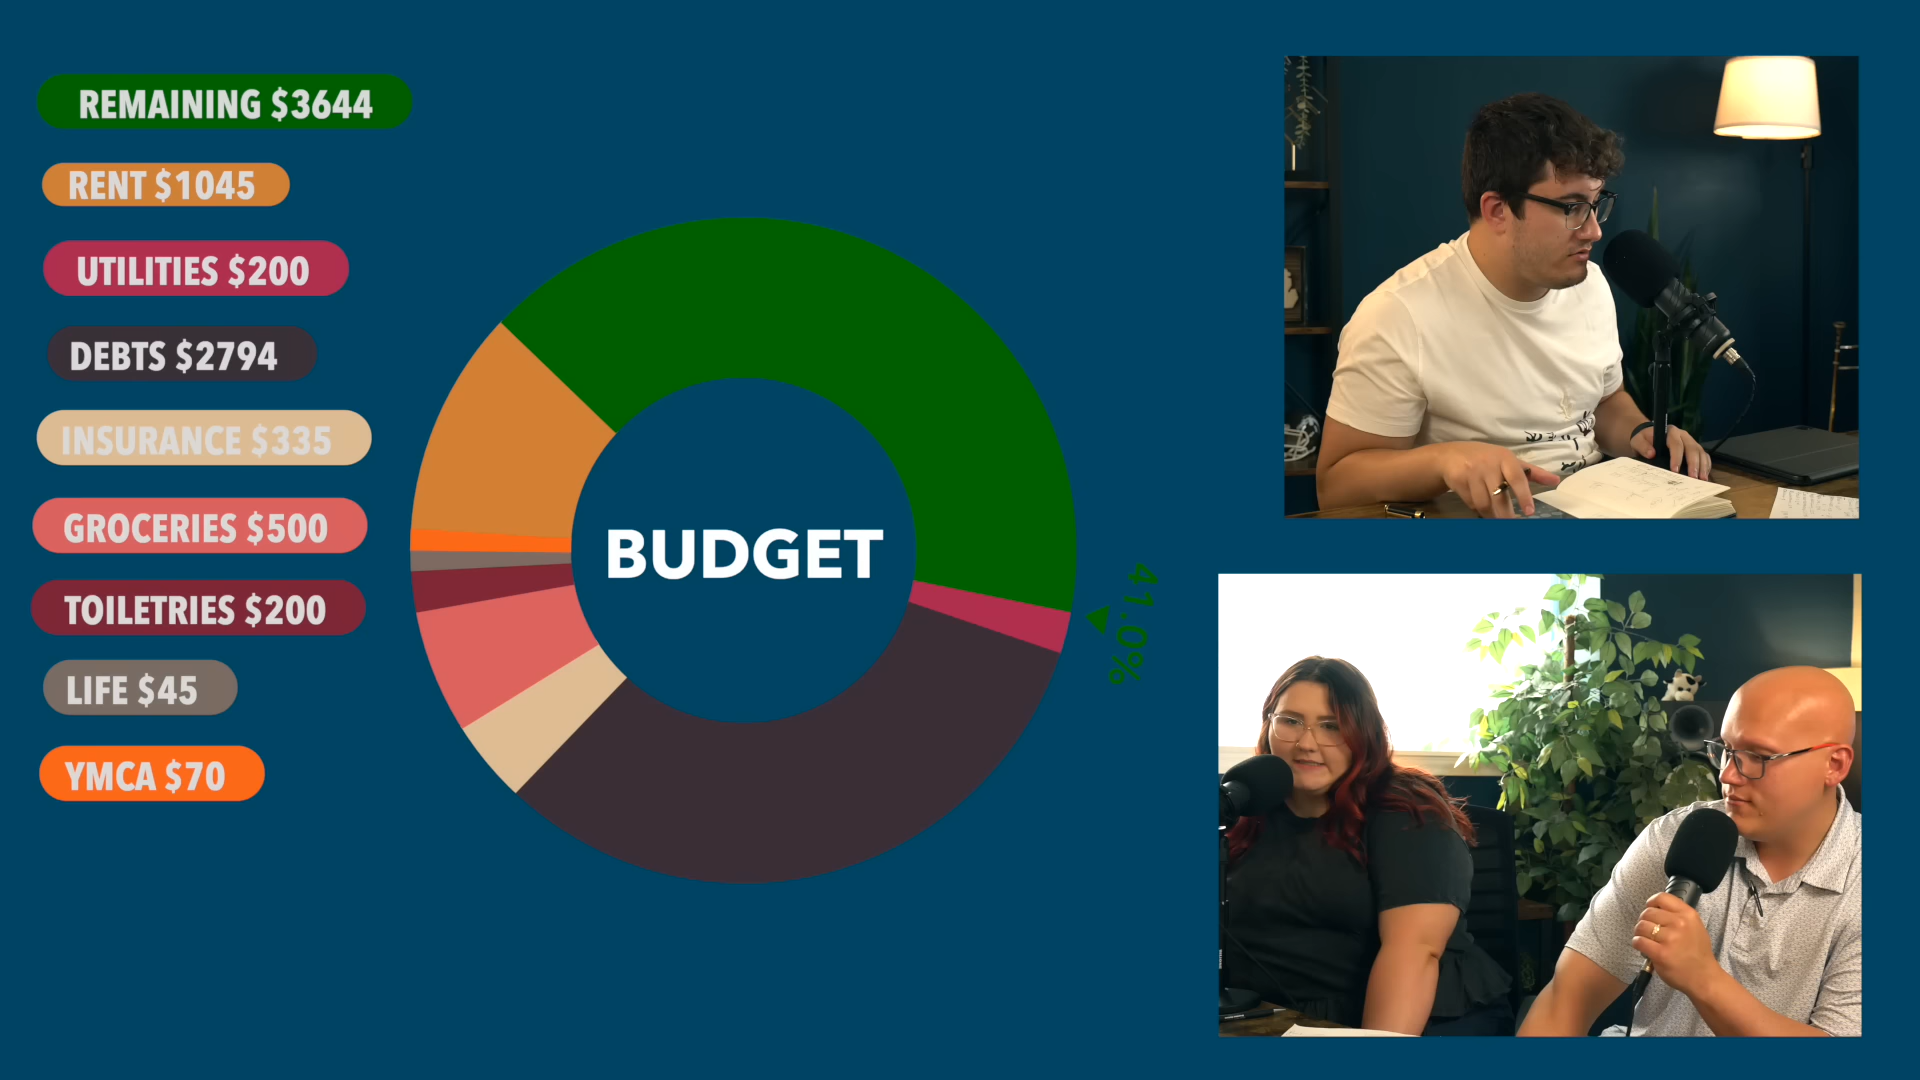 REMAINING $3644
RENT $1045
UTILITIES $200
DEBTS $2794
INSURANCE $335
GROCERIES $500
TOILETRIES $200
LIFE $45
YMCA $70
BUDGET
41.0%